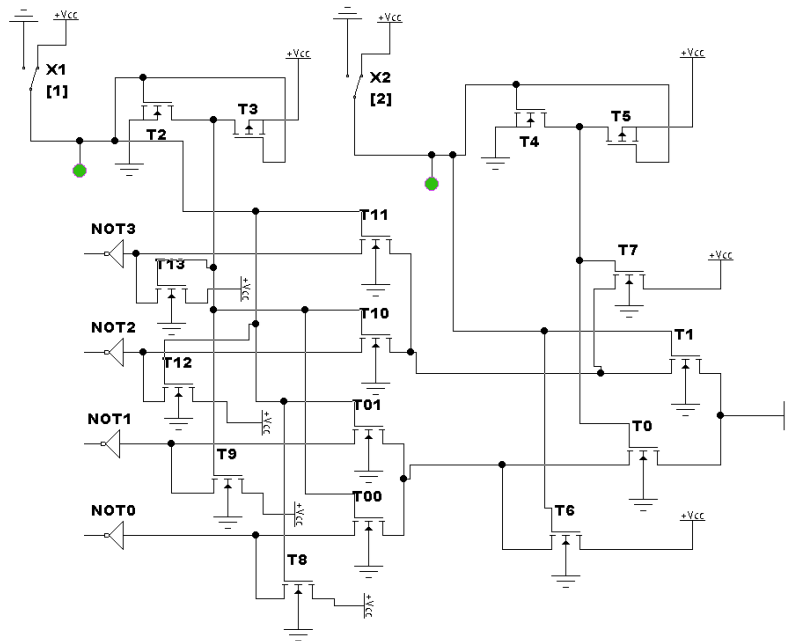 +Vcc
+Vcc
X1
[1]
X2
[2]
+Vcc
+Vcc
T3
T2
T5
T4
T11
NOT3
T13
+Vcc
T7
+Vcc
NOT2
T10
T12
T1
+Vcc
NOT1
T01
T9
T0
+Vcc
NOT0
T00
T6
+Vcc
T8
+Vcc